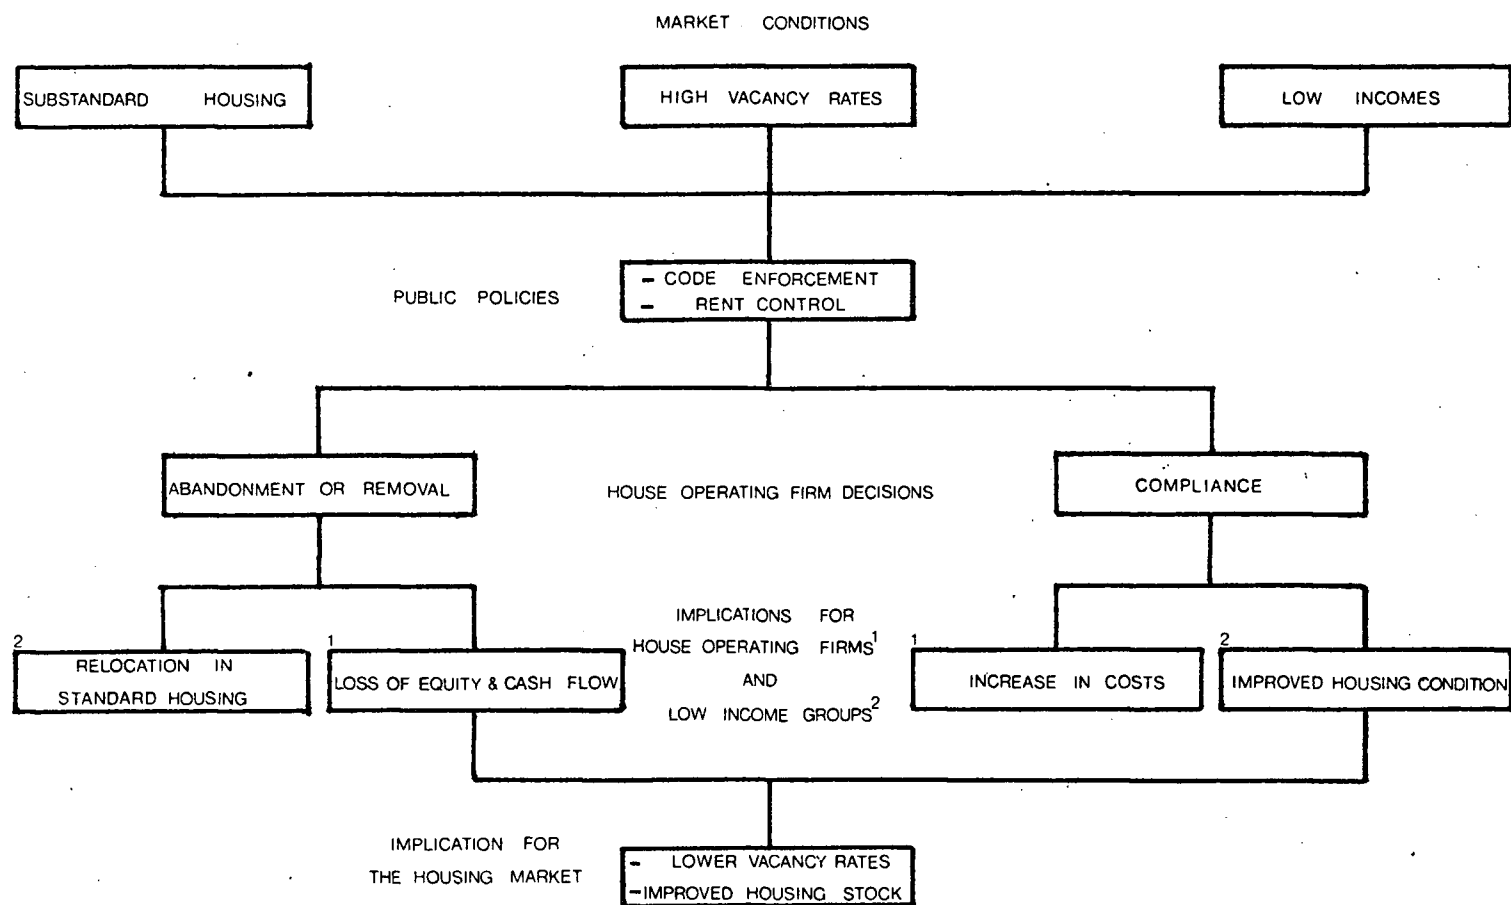 MARKET CONDITIONS
SUBSTANDARD HOUSING
HIGH VACANCY RATES
LOW INCOMES
PUBLIC POLICIES
- CODE ENFORCEMENT
- RENT CONTROL
ABANDONMENT OR REMOVAL
HOUSE OPERATING FIRM DECISIONS
COMPLIANCE
2
RELOCATION IN
STANDARD HOUSING
1
LOSS OF EQUITY & CASH FLOW
IMPLICATIONS FOR
HOUSE OPERATING FIRMS1
AND
LOW INCOME GROUPS2
1
INCREASE IN COSTS
2
IMPROVED HOUSING CONDITION
IMPLICATION FOR
THE HOUSING MARKET
- LOWER VACANCY RATES
-IMPROVED HOUSING STOCK